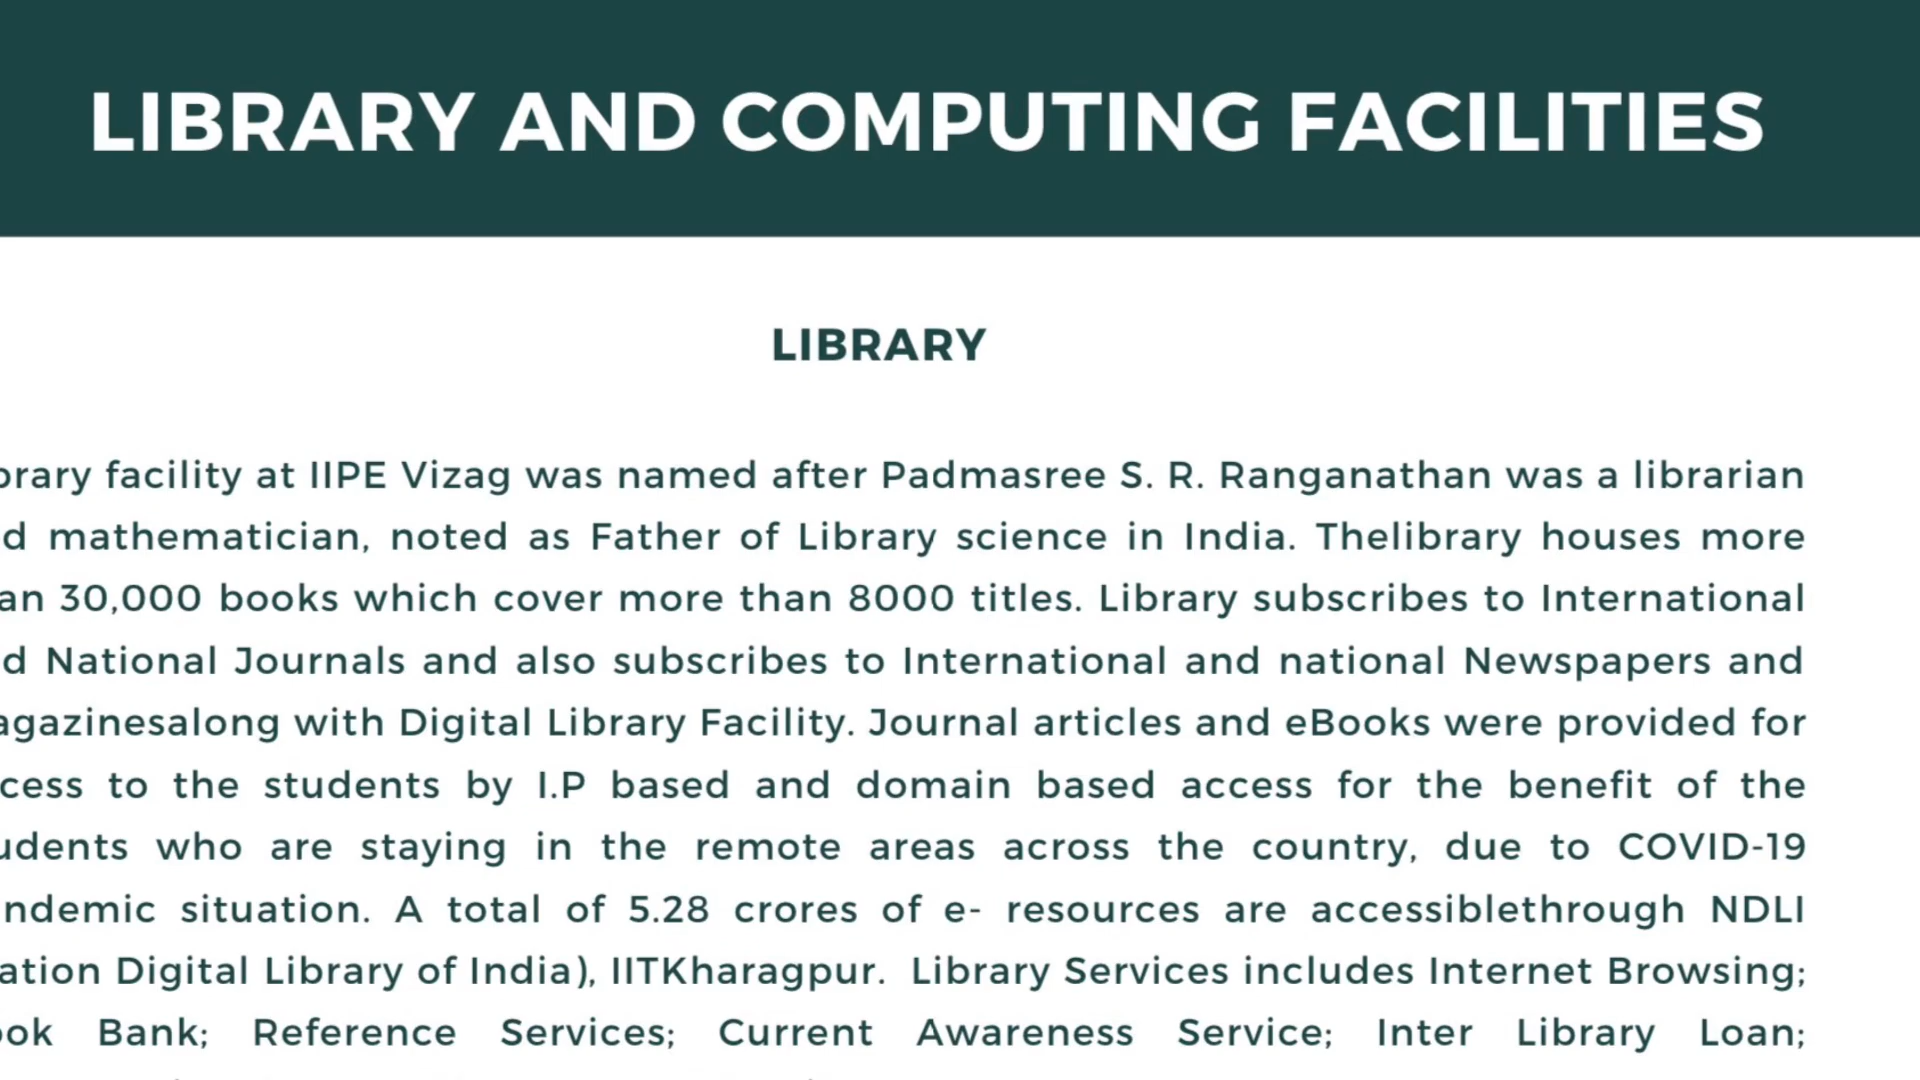 LIBRARY AND COMPUTING FACILITIES
LIBRARY
facility at IIPE Vizag was named after Padmasree S. R. Ranganathan was a librarian
mathematician, noted as Father of Library science in India. Thelibrary houses more
30,000 books which cover more than 8000 titles. Library subscribes to International
National Journals and also subscribes to International and national Newspapers and
agazinesalong with Digital Library Facility. Journal articles and eBooks were provided for
cess to the students by I.P based and domain based access for the benefit of the
udents who are staying in the remote areas across the country, due to COVID-19
ndemic situation. A total of 5.28 crores of e- resources are accessiblethrough NDLI
ation Digital Library of India), IITKharagpur. Library Services includes Internet Browsing;
ok Bank; Reference Services; Current Awareness Service; Inter Library Loan;